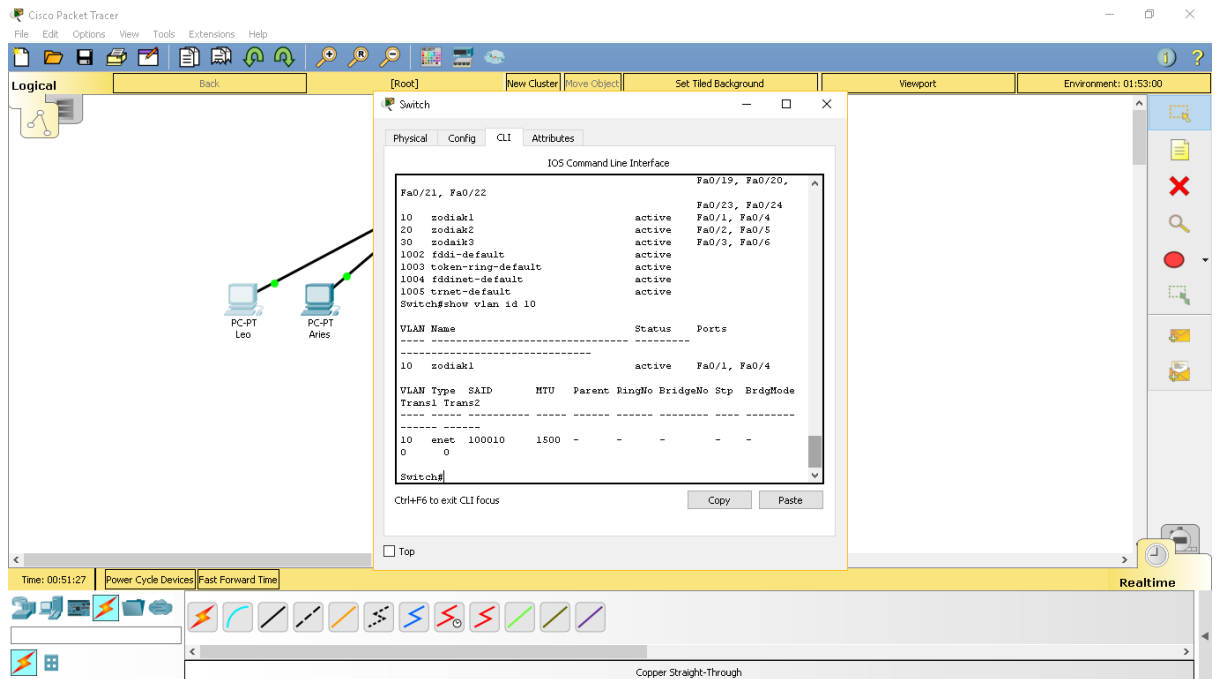 Cisco Packet Tracer
File Edit Options View Tools Extensions Help
Logical
Back
[Root]
New Cluster
Move Object
Set Tiled Background
Viewport
Environment: 01:53:00
Switch
Physical Config CLI Attributes
IOS Command Line Interface
Fa0/19, Fa0/20,
Fa0/21, Fa0/22
Fa0/23, Fa0/24
10 zodiak1 active Fa0/1, Fa0/4
20 zodiak2 active Fa0/2, Fa0/5
30 zodaik3 active Fa0/3, Fa0/6
1002 fddi-default active
1003 token-ring-default active
1004 fddinet-default active
1005 trnet-default active
Switch#show vlan id 10
VLAN Name Status Ports
---- -------------------------------- ---------
-------------------------------
10 zodiak1 active Fa0/1, Fa0/4
VLAN Type SAID MTU Parent RingNo BridgeNo Stp BrdgMode
Trans1 Trans2
---- ----- ---------- ----- ------ ------ -------- ---- --------
------ ------
10 enet 100010 1500 - - - - -
0 0
Switch#
Ctrl+F6 to exit CLI focus
Copy
Paste
Top
PC-PT
Leo
PC-PT
Aries
Time: 00:51:27
Power Cycle Devices
Fast Forward Time
Realtime
Copper Straight-Through